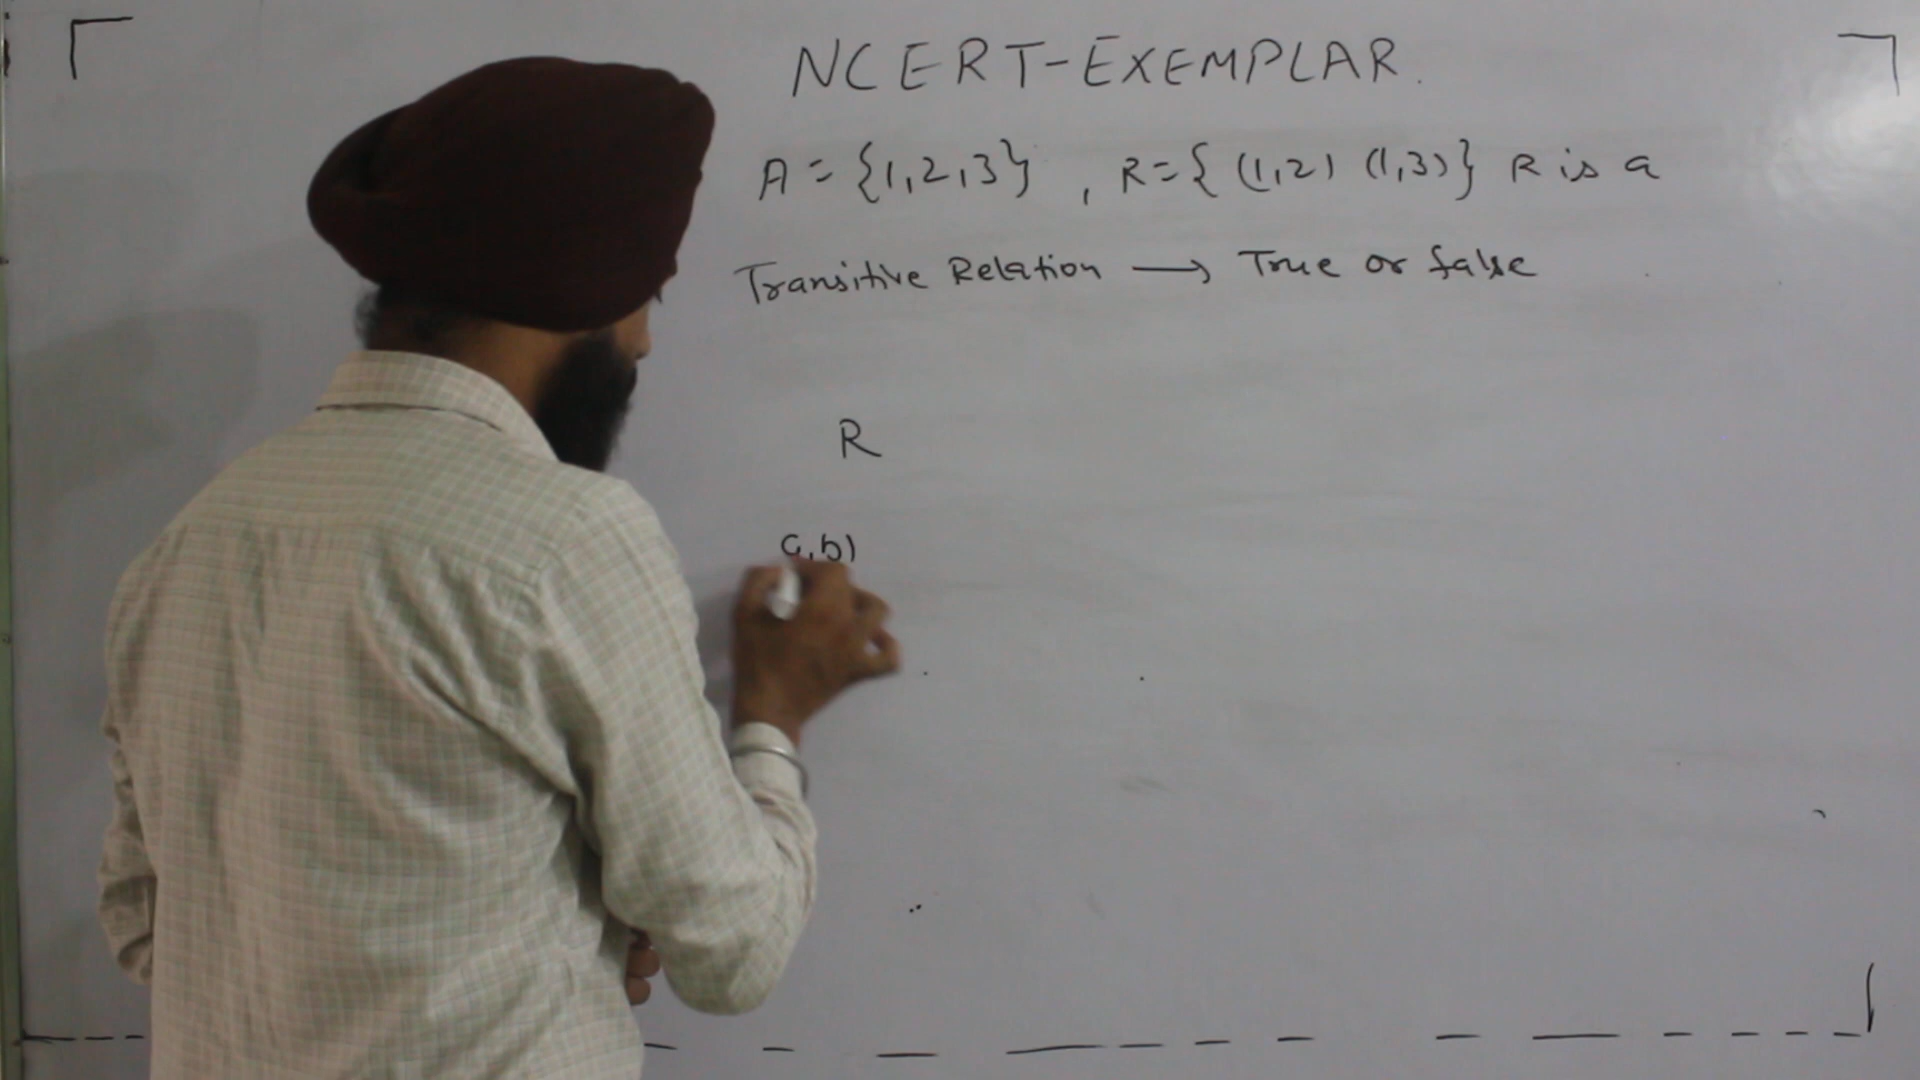 NCERT-EXEMPLAR.
A = {1,2,3} , R={ (1,2) (1,3)} R is a
Transitive Relation → True or false
R
a,b)